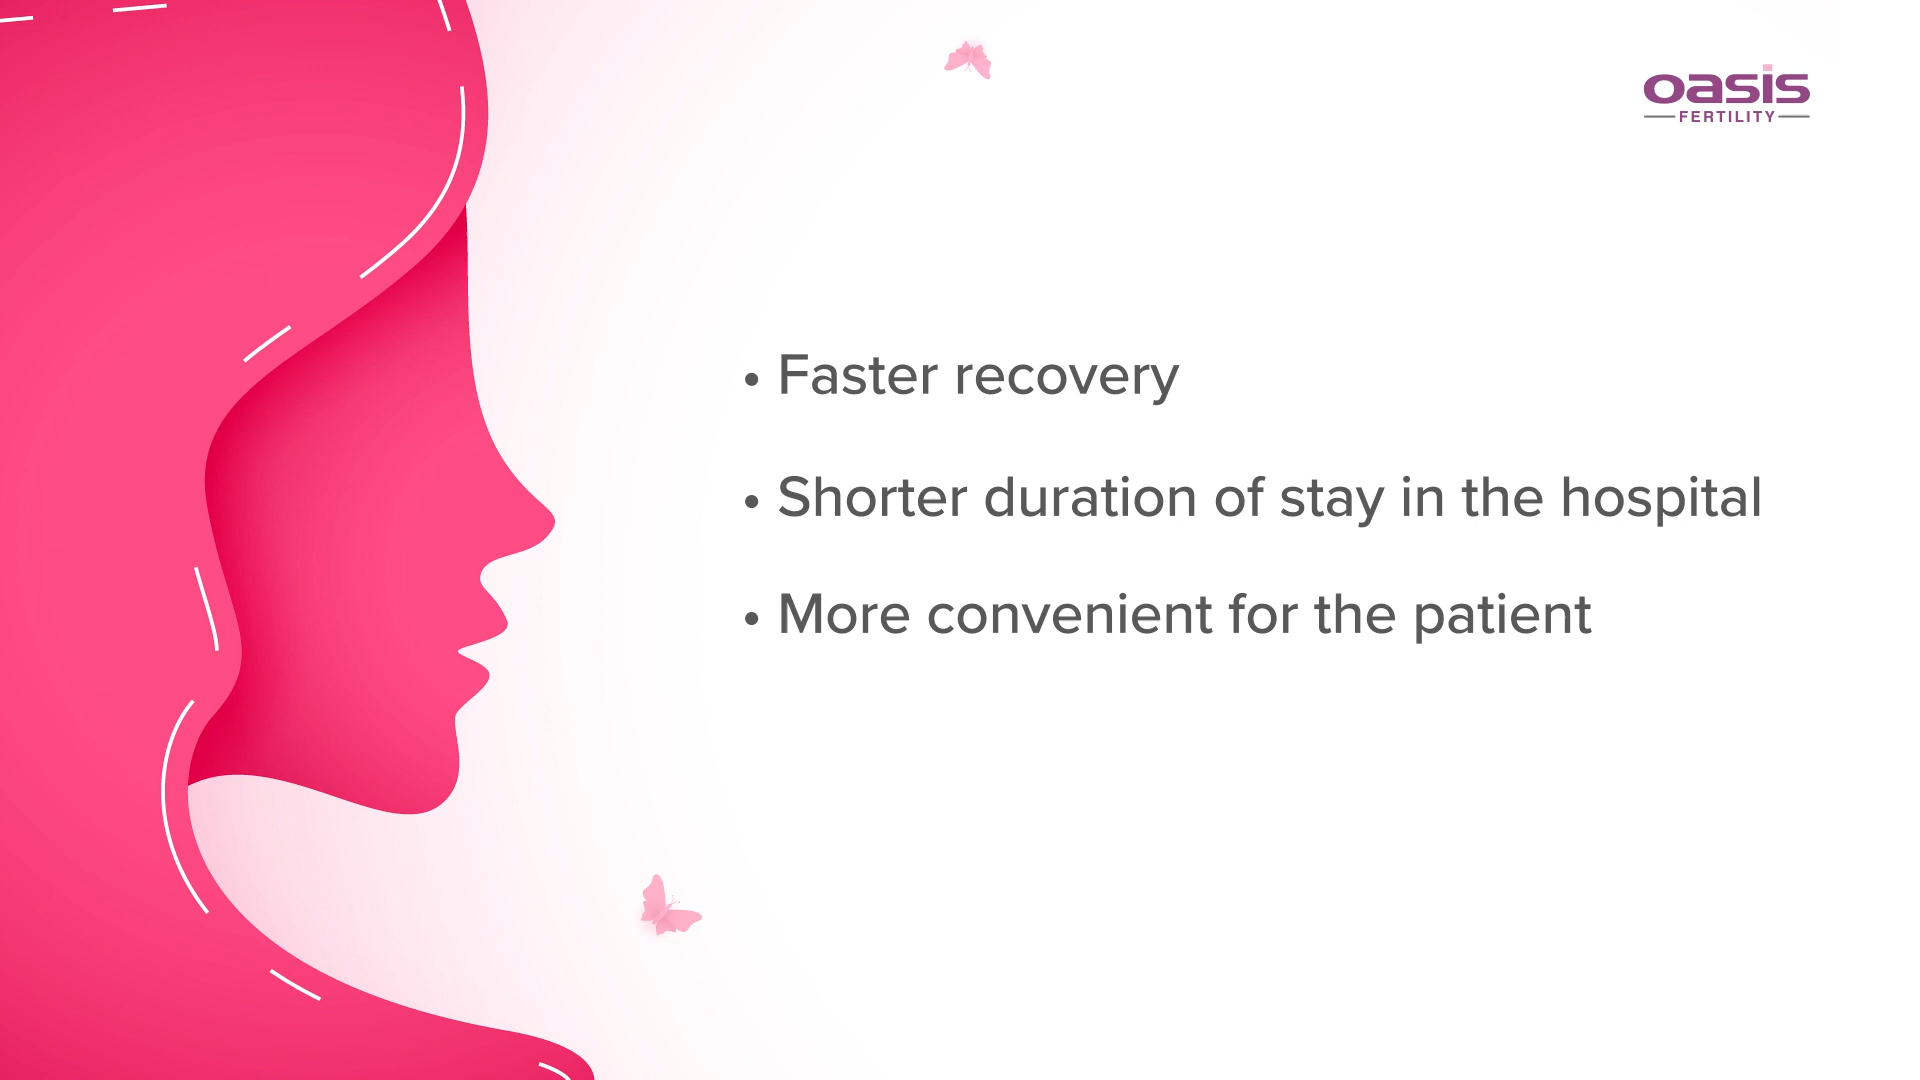 oasis
FERTILITY
• Faster recovery
• Shorter duration of stay in the hospital
• More convenient for the patient